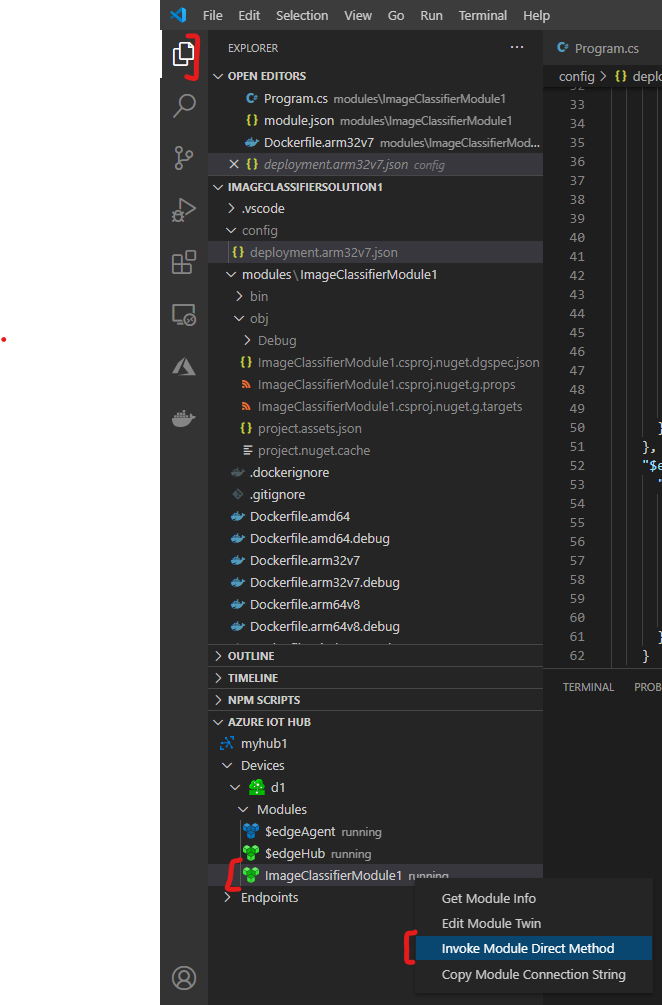 File Edit Selection View Go Run Terminal Help
EXPLORER ...
Program.cs
OPEN EDITORS
config > {} deplo
Program.cs modules\ImageClassifierModule1
{} module.json modules\ImageClassifierModule1
Dockerfile.arm32v7 modules\ImageClassifierMod...
{} deployment.arm32v7.json config
IMAGECLASSIFIERSOLUTION1
.vscode
config
{} deployment.arm32v7.json
modules\ImageClassifierModule1
bin
obj
Debug
{} ImageClassifierModule1.csproj.nuget.dgspec.json
ImageClassifierModule1.csproj.nuget.g.props
ImageClassifierModule1.csproj.nuget.g.targets
{} project.assets.json
project.nuget.cache
.dockerignore
.gitignore
Dockerfile.amd64
Dockerfile.amd64.debug
Dockerfile.arm32v7
Dockerfile.arm32v7.debug
Dockerfile.arm64v8
Dockerfile.arm64v8.debug
OUTLINE
TIMELINE
NPM SCRIPTS
AZURE IOT HUB
myhub1
Devices
d1
Modules
$edgeAgent running
$edgeHub running
ImageClassifierModule1 running
Endpoints
Get Module Info
Edit Module Twin
Invoke Module Direct Method
Copy Module Connection String
33
34
35
36
37
38
39
40
41
42
43
44
45
46
47
48
49
50 }
51 },
52 "$e
53 "
54
55
56
57
58
59
60
61 }
62 }
TERMINAL PROB